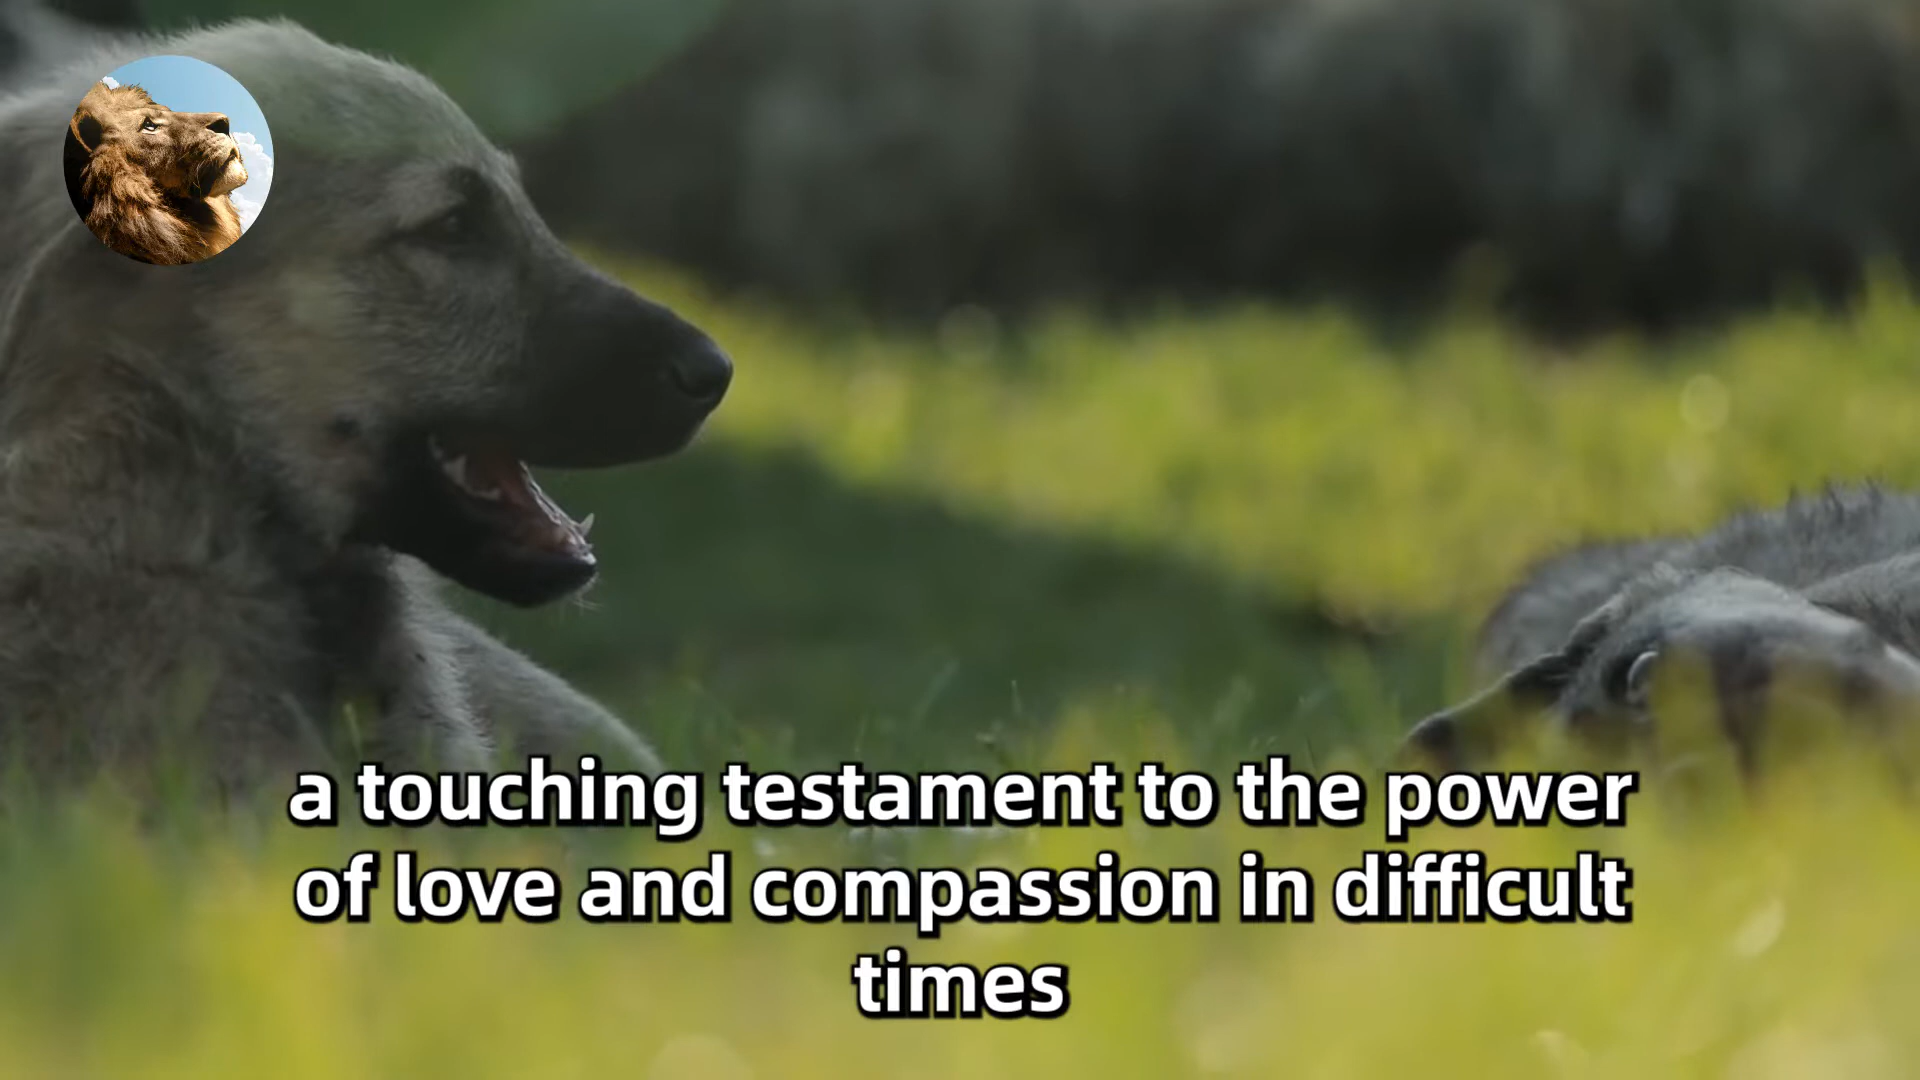 a touching testament to the power
of love and compassion in difficult
times